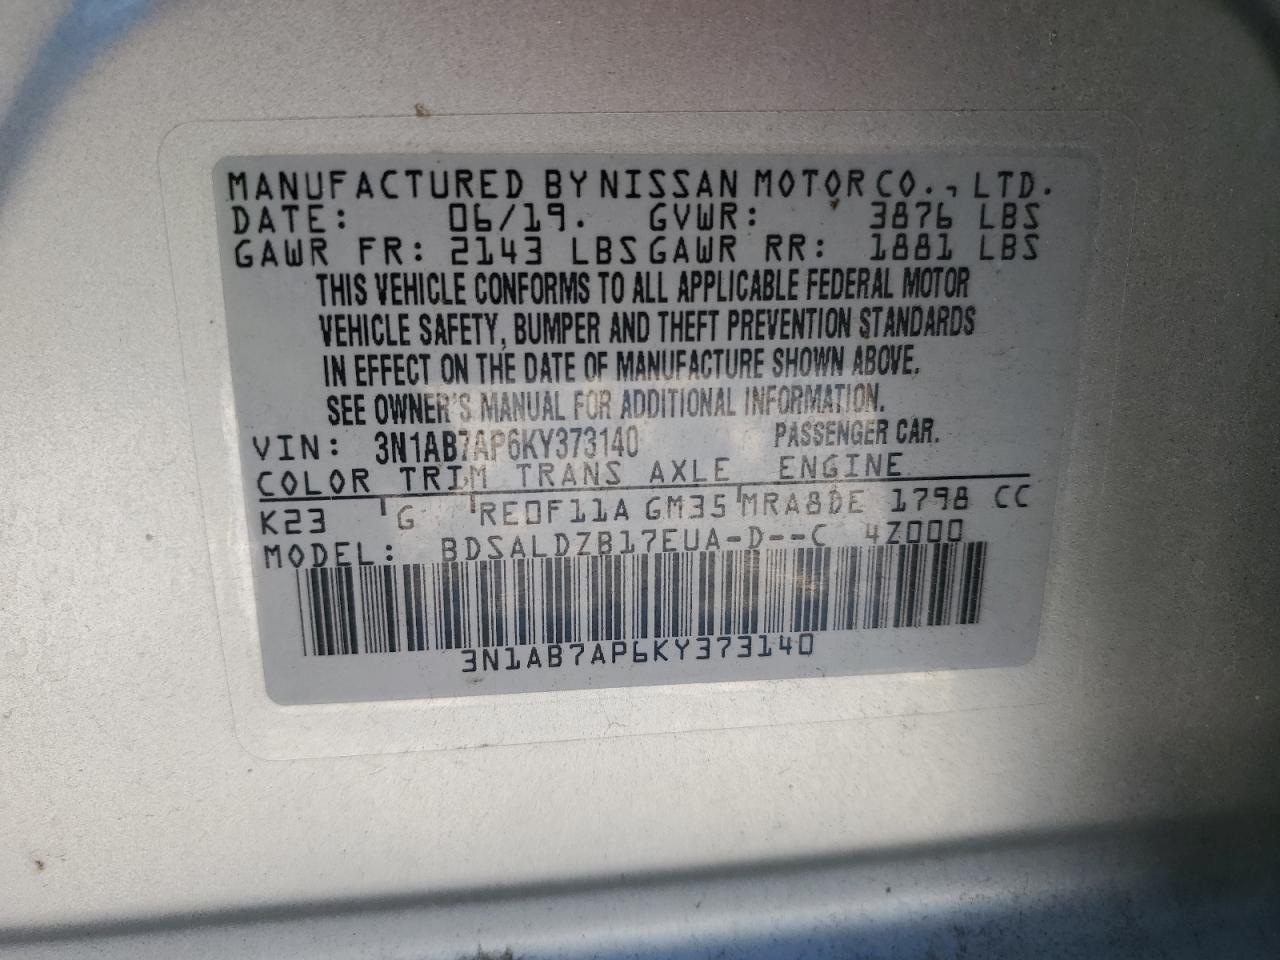 MANUFACTURED BY NISSAN MOTOR CO., LTD.
DATE: 06/19. GVWR: 3876 LBS
GAWR FR: 2143 LBS GAWR RR: 1881 LBS
THIS VEHICLE CONFORMS TO ALL APPLICABLE FEDERAL MOTOR
VEHICLE SAFETY, BUMPER AND THEFT PREVENTION STANDARDS
IN EFFECT ON THE DATE OF MANUFACTURE SHOWN ABOVE.
SEE OWNER'S MANUAL FOR ADDITIONAL INFORMATION.
VIN: 3N1AB7AP6KY373140 PASSENGER CAR.
COLOR TRIM TRANS AXLE ENGINE
K23 G RE0F11A GM35 MRA8DE 1798 CC
MODEL: BDSALDZB17EUA-D--C 4Z000
3N1AB7AP6KY373140